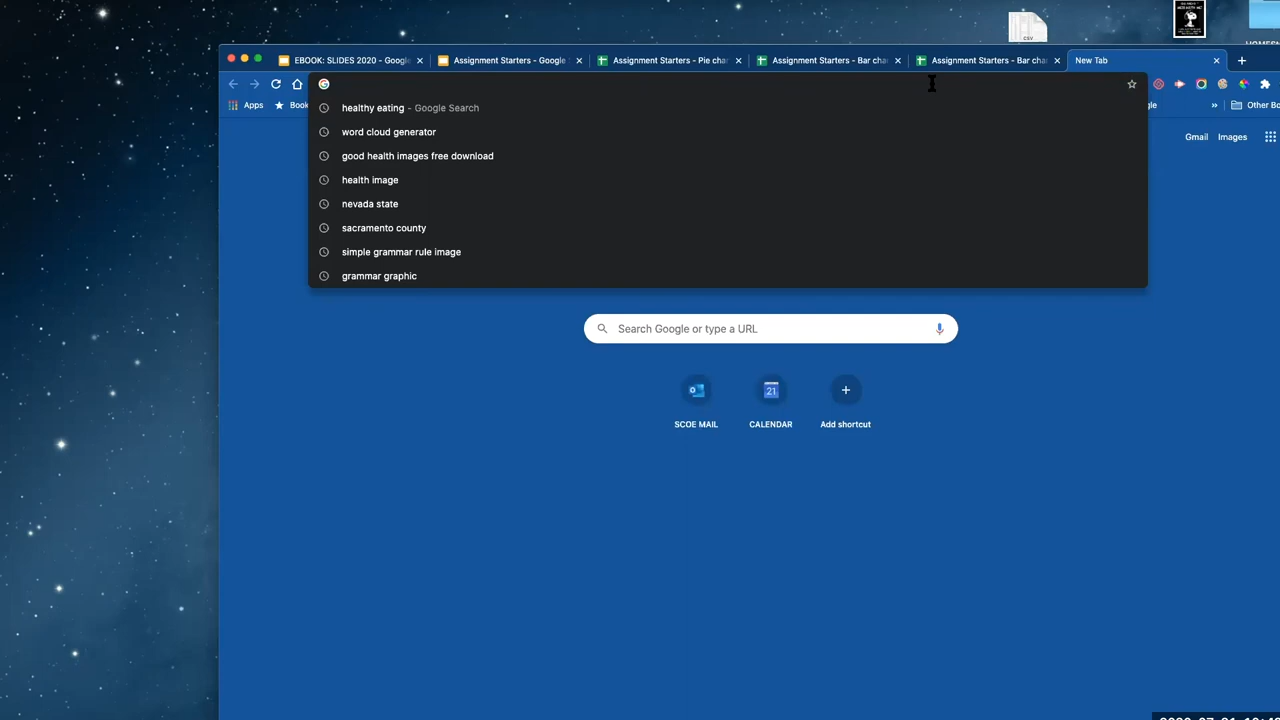 CSV
EBOOK: SLIDES 2020 - Google
Assignment Starters - Google
Assignment Starters - Pie cha
Assignment Starters - Bar cha
Assignment Starters - Bar cha
New Tab
Apps
Book
gle
»
Other Bo
healthy eating - Google Search
word cloud generator
good health images free download
health image
nevada state
sacramento county
simple grammar rule image
grammar graphic
Gmail
Images
Search Google or type a URL
21
SCOE MAIL
CALENDAR
Add shortcut